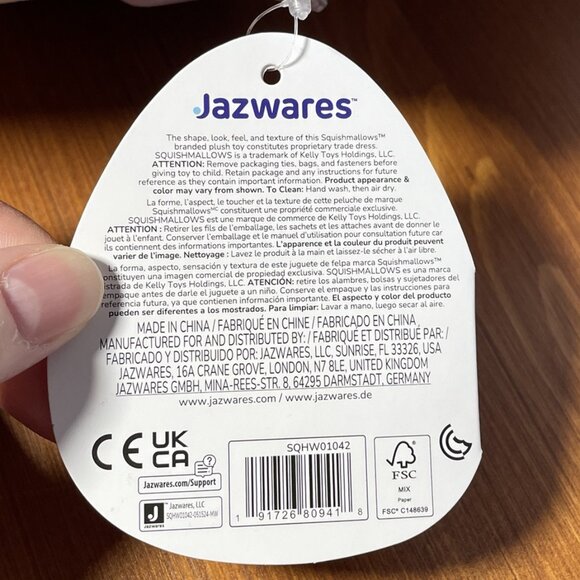 Jazwares™
The shape, look, feel, and texture of this Squishmallows™
branded plush toy constitutes proprietary trade dress.
SQUISHMALLOWS is a trademark of Kelly Toys Holdings, LLC.
ATTENTION: Remove packaging ties, bags, and fasteners before
giving toy to child. Retain package and any instructions for future
reference as they contain important information. Product appearance &
color may vary from shown. To Clean: Hand wash, then air dry.
La forme, l'aspect, le toucher et la texture de cette peluche de marque
Squishmallowsᴹᶜ constituent une propriété commerciale exclusive.
SQUISHMALLOWS est une marque de commerce de Kelly Toys Holdings, LLC.
ATTENTION : Retirer les fils de l'emballage, les sachets et les attaches avant de donner le
jouet à l'enfant. Conserver l'emballage et le manuel d'utilisation pour consultation future car
ils contiennent des informations importantes. L'apparence et la couleur du produit peuvent
varier de l'image. Nettoyage : Lavez le produit à la main et laissez-le sécher à l'air libre.
La forma, aspecto, sensación y textura de este juguete de felpa marca Squishmallows™
constituyen una imagen comercial de propiedad exclusiva. SQUISHMALLOWS es una marca
istrada de Kelly Toys Holdings, LLC. ATENCIÓN: retire los alambres, bolsas y sujetadores del
empaque antes de darle el juguete a un niño. Conserve el empaque y las instrucciones para
referencia futura, ya que contienen información importante. El aspecto y color del producto
pueden ser diferentes a los mostrados. Para limpiar: Lavar a mano, luego secar al aire.
MADE IN CHINA / FABRIQUÉ EN CHINE / FABRICADO EN CHINA
MANUFACTURED FOR AND DISTRIBUTED BY: / FABRIQUÉ ET DISTRIBUÉ PAR: /
FABRICADO Y DISTRIBUIDO POR: JAZWARES, LLC, SUNRISE, FL 33326, USA
JAZWARES, 16A CRANE GROVE, LONDON, N7 8LE, UNITED KINGDOM
JAZWARES GMBH, MINA-REES-STR. 8, 64295 DARMSTADT, GERMANY
www.jazwares.com / www.jazwares.de
CE UK
CA
?
Jazwares.com/Support
J
Jazwares
Jazwares, LLC
SQHW01042-051524-MW
SQHW01042
1 91726 80941 8
FSC
MIX
Paper
FSC® C148639